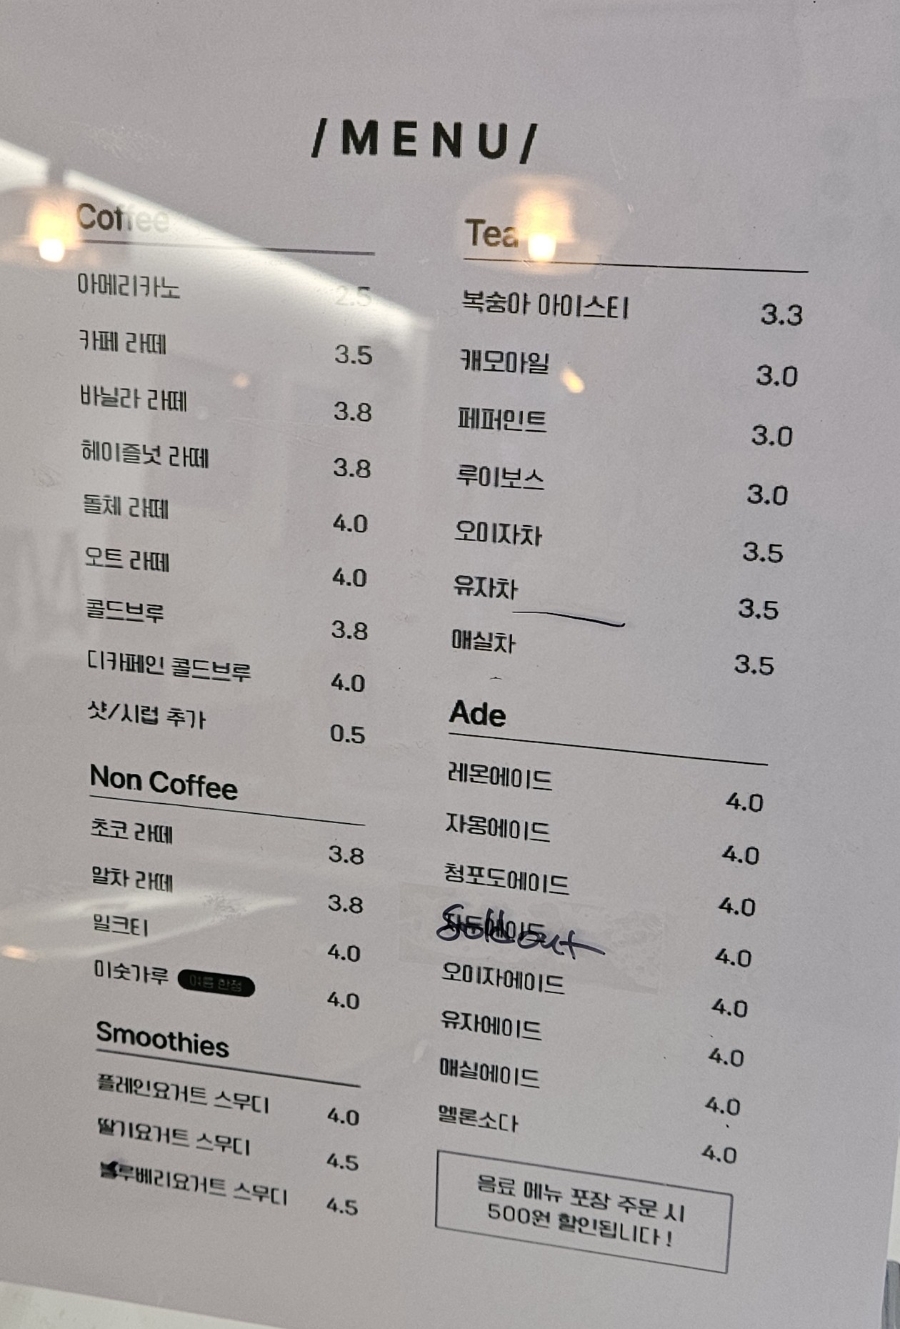 /MENU/
Coffee
아메리카노 2.5
카페 라떼 3.5
바닐라 라떼 3.8
헤이즐넛 라떼 3.8
돌체 라떼 4.0
오트 라떼 4.0
콜드브루 3.8
디카페인 콜드브루 4.0
샷/시럽 추가 0.5
Non Coffee
초코 라떼 3.8
말차 라떼 3.8
밀크티 4.0
미숫가루 여름 한정 4.0
Smoothies
플레인요거트 스무디 4.0
딸기요거트 스무디 4.5
블루베리요거트 스무디 4.5
Tea
복숭아 아이스티 3.3
캐모마일 3.0
페퍼민트 3.0
루이보스 3.0
오미자차 3.5
유자차 3.5
매실차 3.5
Ade
레몬에이드 4.0
자몽에이드 4.0
청포도에이드 4.0
자두에이드 Sold out 4.0
오미자에이드 4.0
유자에이드 4.0
매실에이드 4.0
멜론소다 4.0
음료 메뉴 포장 주문 시
500원 할인됩니다!